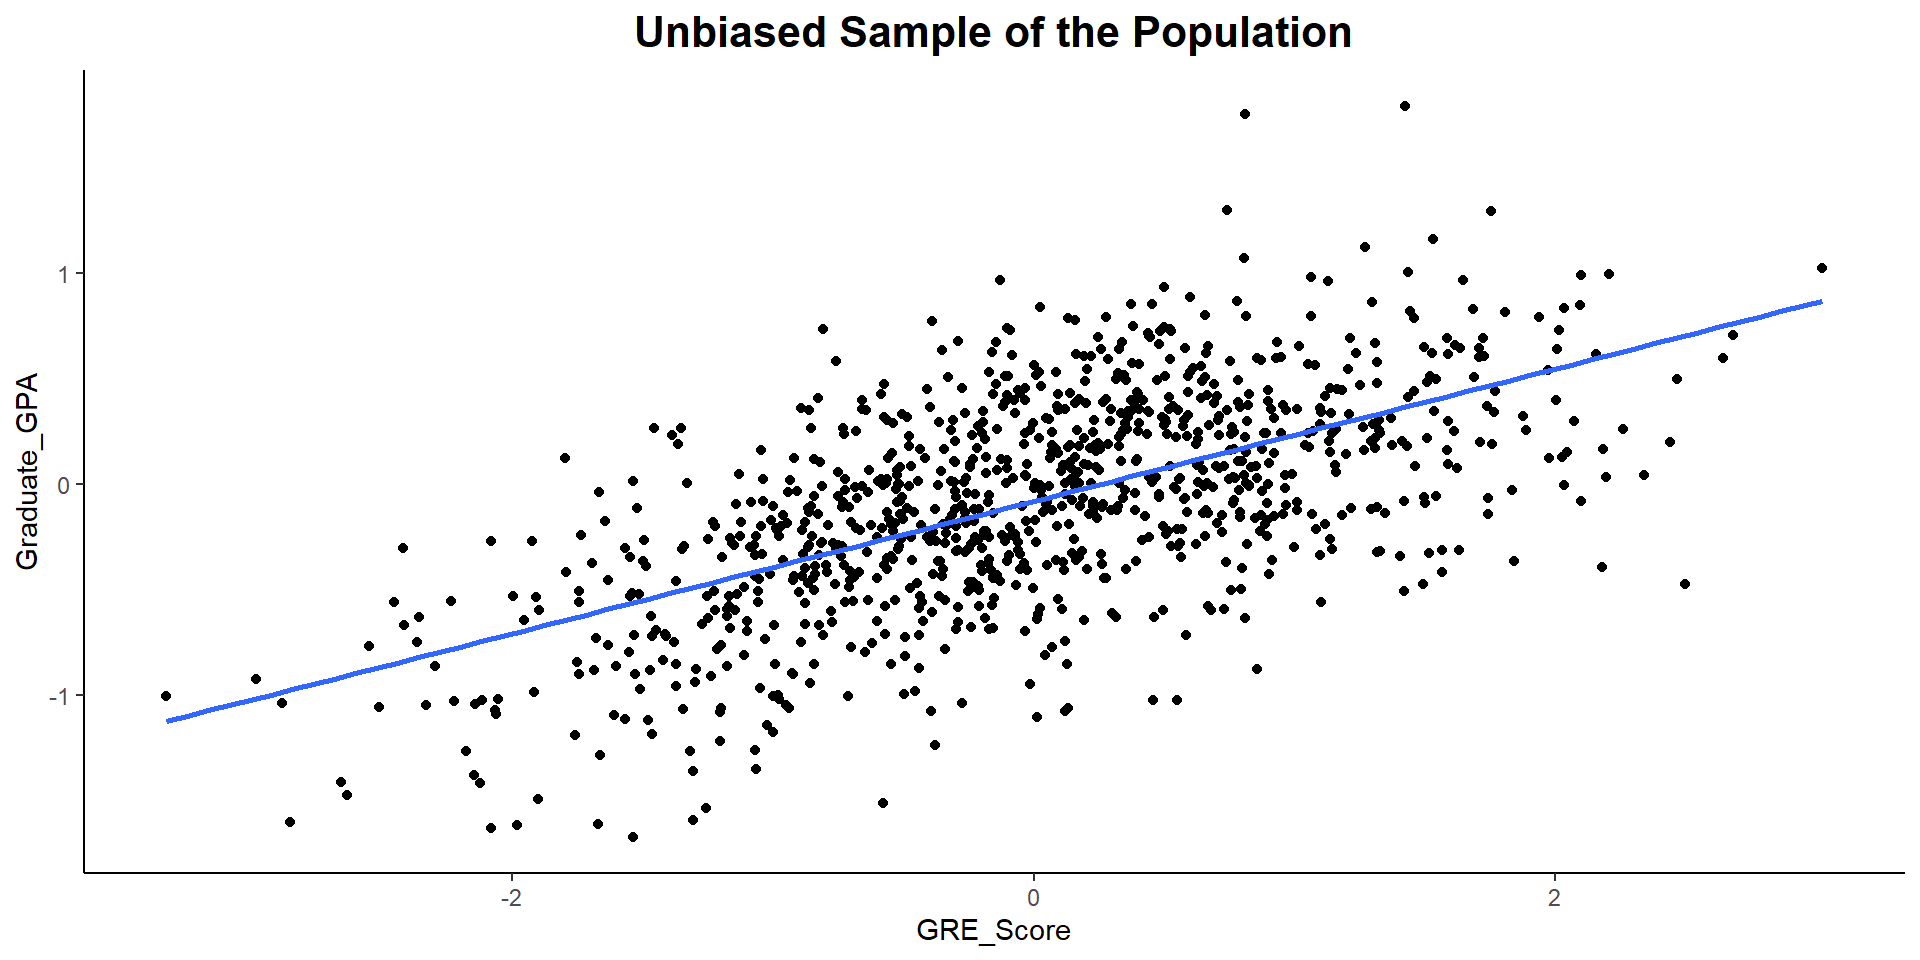 Unbiased Sample of the Population
Graduate_GPA
1
0
-1
-2
0
2
GRE_Score